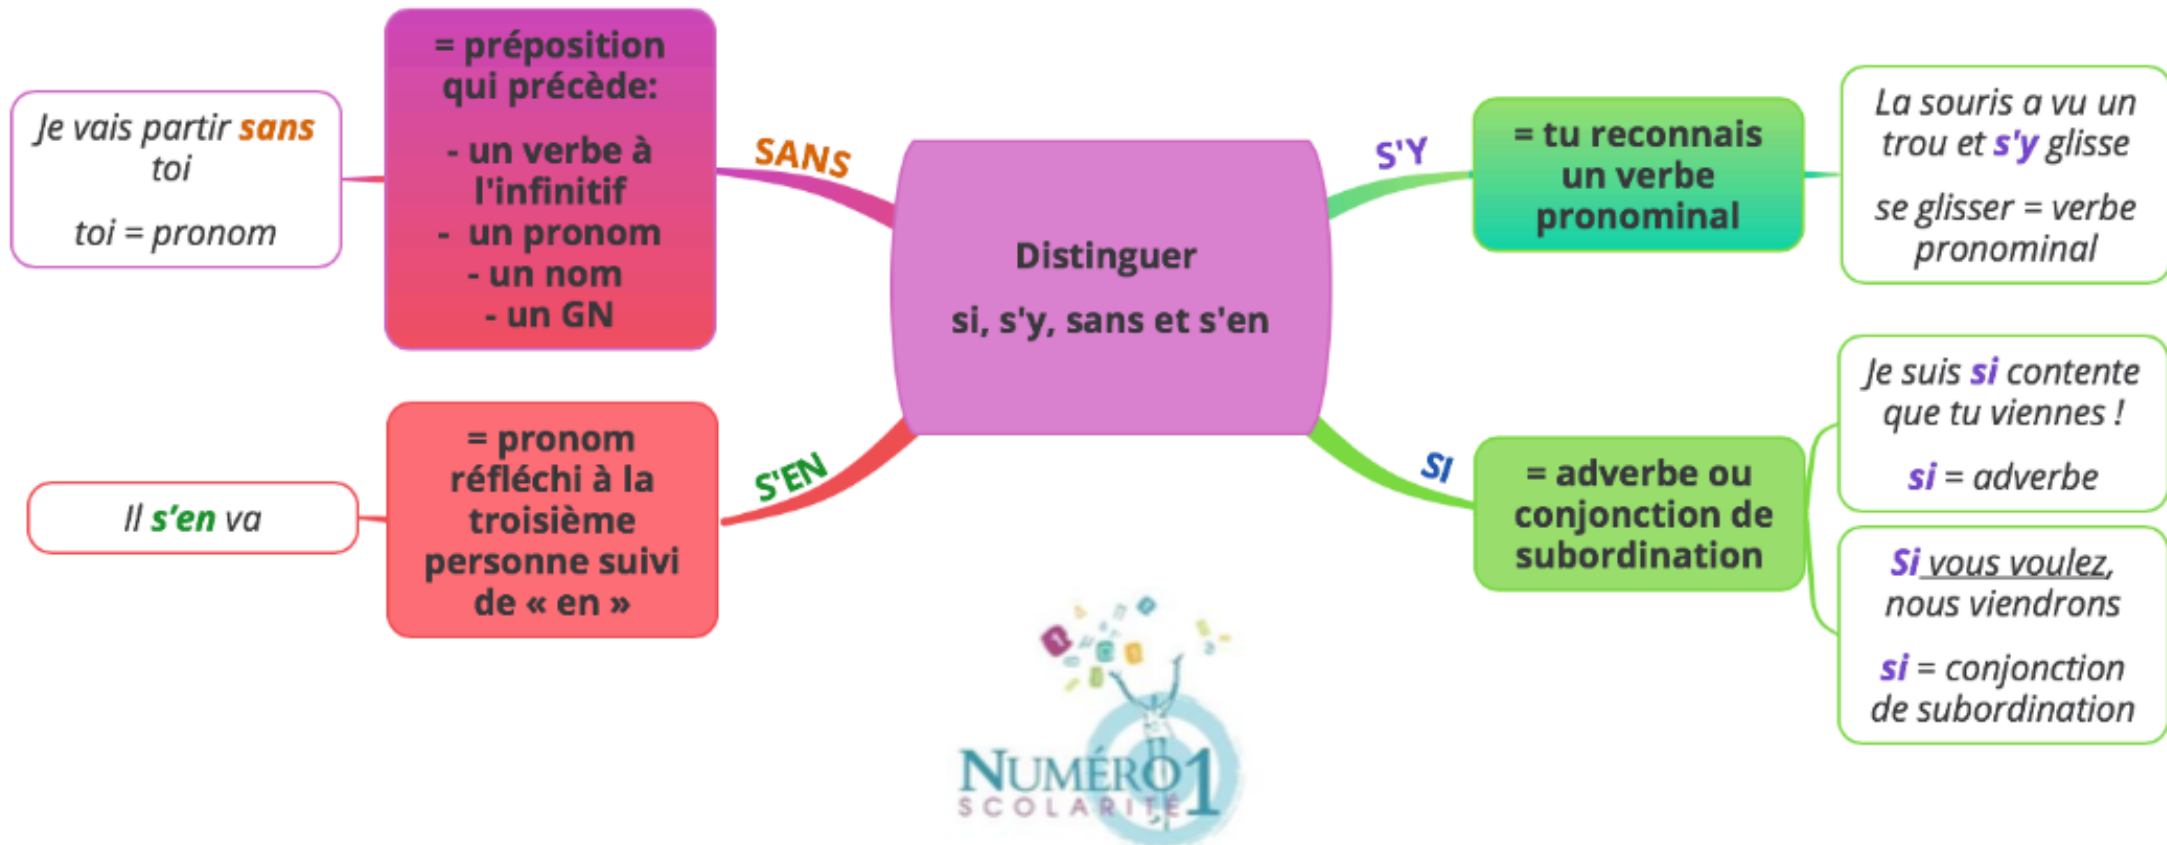 Distinguer
si, s'y, sans et s'en
SANS
= préposition
qui précède:
- un verbe à
l'infinitif
- un pronom
- un nom
- un GN
Je vais partir sans
toi
toi = pronom
S'EN
= pronom
réfléchi à la
troisième
personne suivi
de « en »
Il s’en va
S'Y
= tu reconnais
un verbe
pronominal
La souris a vu un
trou et s'y glisse
se glisser = verbe
pronominal
SI
= adverbe ou
conjonction de
subordination
Je suis si contente
que tu viennes !
si = adverbe
Si vous voulez,
nous viendrons
si = conjonction
de subordination
NUMÉRO1
SCOLARITÉ